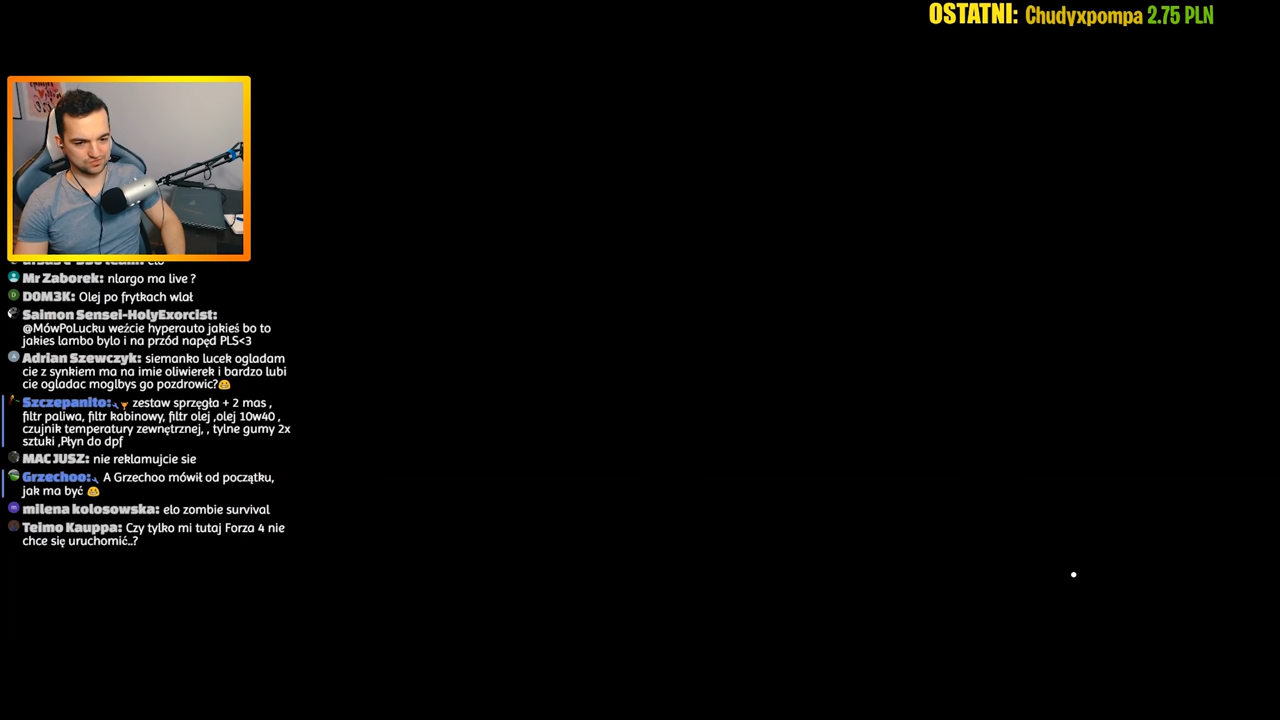 OSTATNI: Chudyxpompa 2.75 PLN
Mr Zaborek: nlargo ma live ?
D0M3K: Olej po frytkach wlał
Saimon Sensei-HolyExorcist:
@MówPoLucku weźcie hyperauto jakieś bo to
jakies lambo bylo i na przód napęd PLS<3
Adrian Szewczyk: siemanko lucek ogladam
cie z synkiem ma na imie oliwierek i bardzo lubi
cie ogladac moglbys go pozdrowic?
Szczepanito: zestaw sprzęgła + 2 mas ,
filtr paliwa, filtr kabinowy, filtr olej ,olej 10w40 ,
czujnik temperatury zewnętrznej, , tylne gumy 2x
sztuki ,Płyn do dpf
MAC JUSZ: nie reklamujcie sie
Grzechoo: A Grzechoo mówił od początku,
jak ma być
milena kolosowska: elo zombie survival
Teimo Kauppa: Czy tylko mi tutaj Forza 4 nie
chce się uruchomić..?